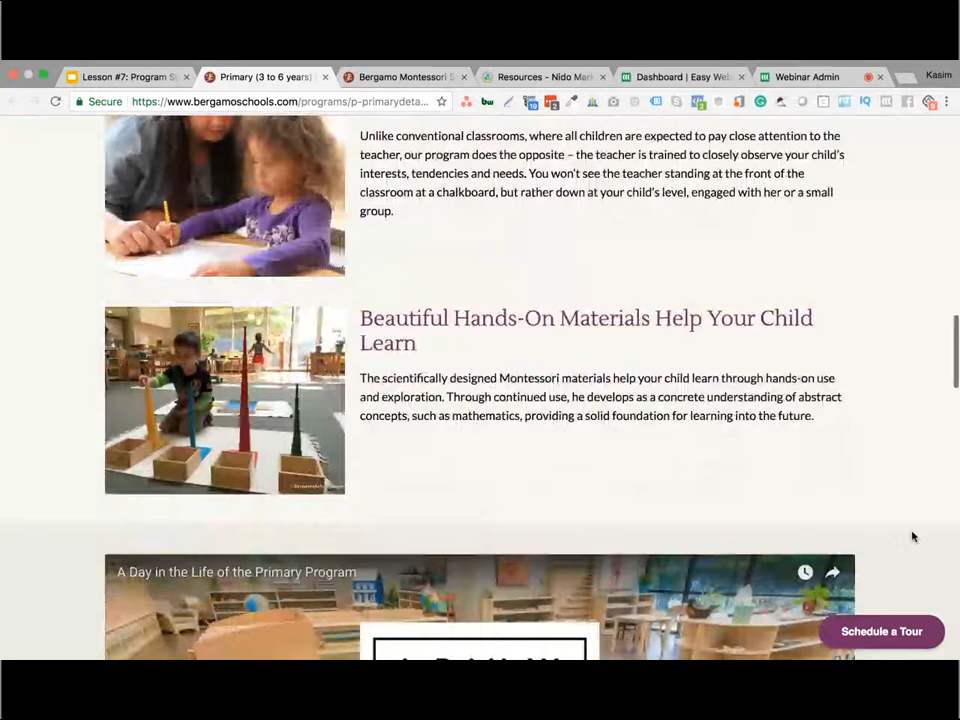 Lesson #7: Program S
Primary (3 to 6 years)
Bergamo Montessori S
Resources - Nido Mark
Dashboard | Easy Web
Webinar Admin
Kasim
Secure
https://www.bergamoschools.com/programs/p-primarydeta...
Unlike conventional classrooms, where all children are expected to pay close attention to the
teacher, our program does the opposite – the teacher is trained to closely observe your child's
interests, tendencies and needs. You won't see the teacher standing at the front of the
classroom at a chalkboard, but rather down at your child's level, engaged with her or a small
group.
Beautiful Hands-On Materials Help Your Child
Learn
The scientifically designed Montessori materials help your child learn through hands-on use
and exploration. Through continued use, he develops as a concrete understanding of abstract
concepts, such as mathematics, providing a solid foundation for learning into the future.
A Day in the Life of the Primary Program
Schedule a Tour